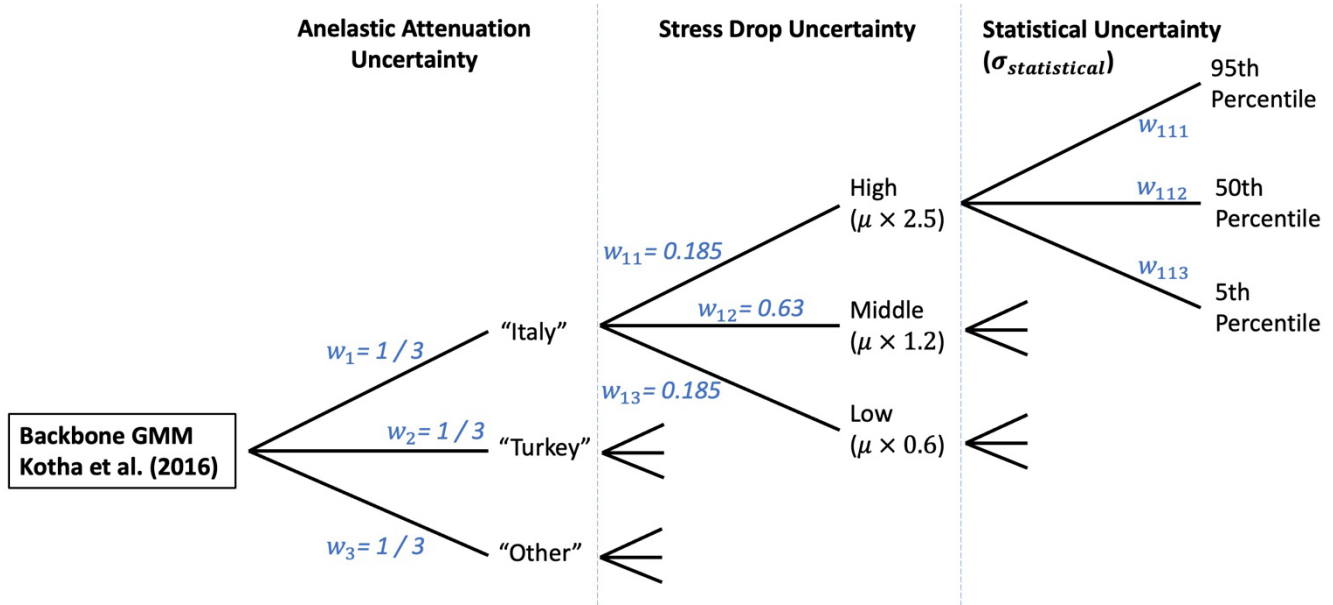 Anelastic Attenuation
Uncertainty
Stress Drop Uncertainty
Statistical Uncertainty
(σ_statistical)
95th
Percentile
w₁₁₁
High
(μ × 2.5)
w₁₁₂
50th
Percentile
w₁₁ = 0.185
w₁₁₃
5th
Percentile
w₁₂ = 0.63
Middle
(μ × 1.2)
"Italy"
w₁ = 1 / 3
w₁₃ = 0.185
Low
(μ × 0.6)
Backbone GMM
Kotha et al. (2016)
w₂ = 1 / 3
“Turkey”
w₃ = 1 / 3
“Other”